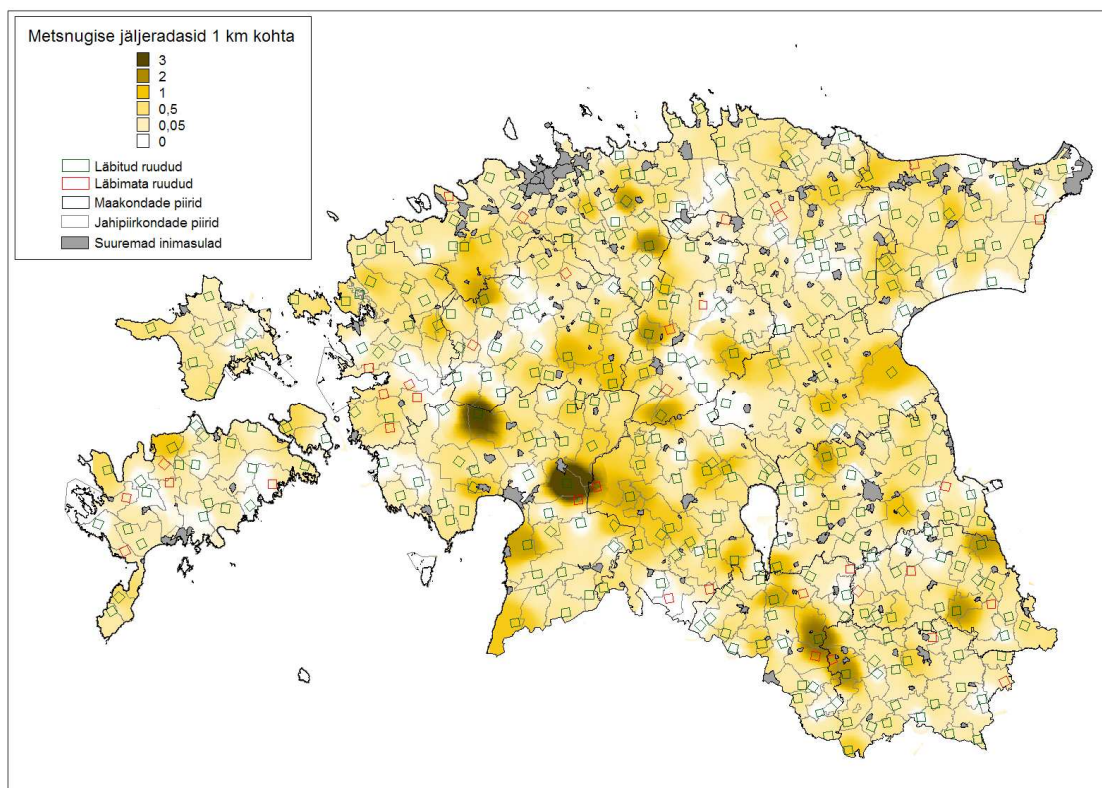 Metsnugise jäljeradasid 1 km kohta
3
2
1
0,5
0,05
0
Läbitud ruudud
Läbimata ruudud
Maakondade piirid
Jahipiirkondade piirid
Suuremad inimasulad